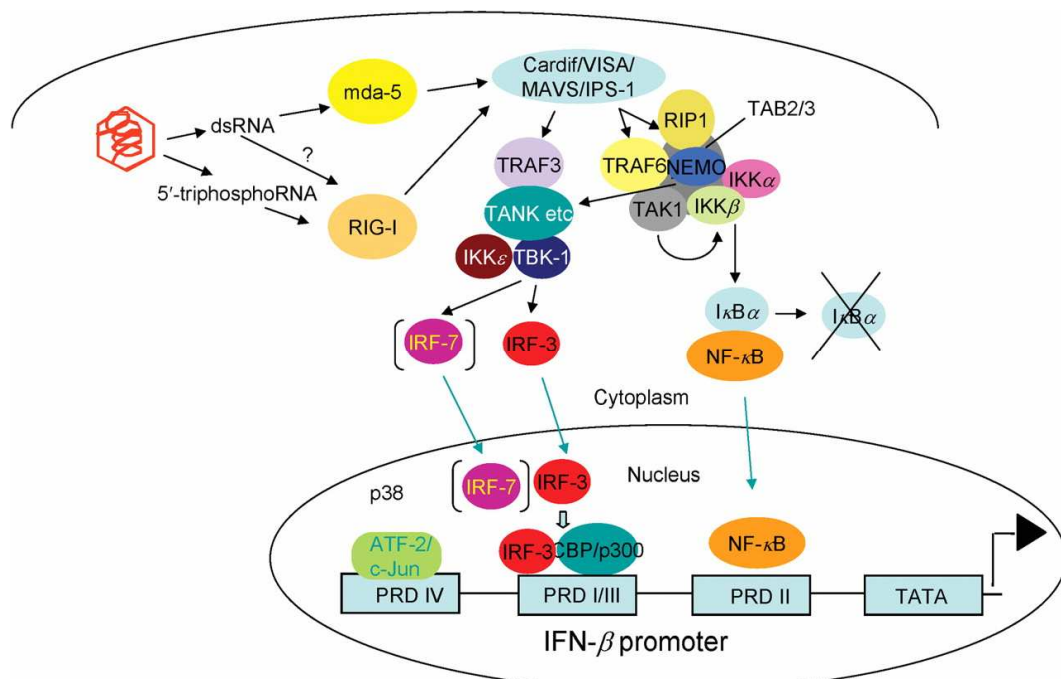 Cardif/VISA/
MAVS/IPS-1
mda-5
RIP1
TAB2/3
dsRNA
?
TRAF3
TRAF6
NEMO
IKKα
5′-triphosphoRNA
RIG-I
TANK etc
TAK1
IKKβ
IKKε
TBK-1
IκBα
IκBα
IRF-7
IRF-3
NF-κB
Cytoplasm
Nucleus
p38
IRF-7
IRF-3
ATF-2/
c-Jun
IRF-3
CBP/p300
NF-κB
PRD IV
PRD I/III
PRD II
TATA
IFN-β promoter